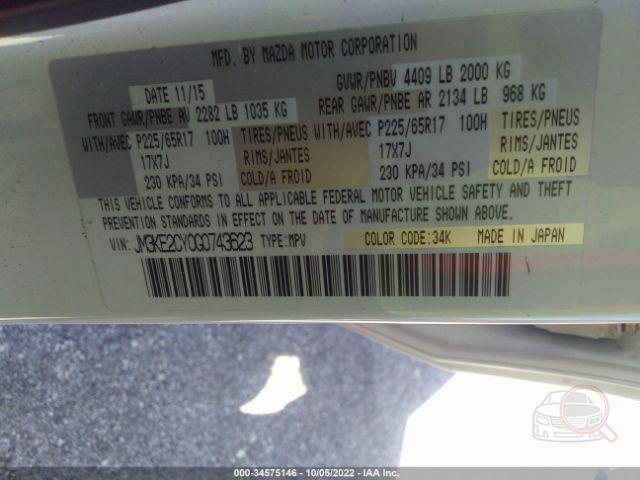 MFD. BY MAZDA MOTOR CORPORATION
DATE 11/15 GVWR/PNBV 4409 LB 2000 KG
FRONT GAWR/PNBE AV 2282 LB 1035 KG REAR GAWR/PNBE AR 2134 LB 968 KG
WITH/AVEC P225/65R17 100H TIRES/PNEUS WITH/AVEC P225/65R17 100H TIRES/PNEUS
17X7J RIMS/JANTES 17X7J RIMS/JANTES
230 KPA/34 PSI COLD/A FROID 230 KPA/34 PSI COLD/A FROID
THIS VEHICLE CONFORMS TO ALL APPLICABLE FEDERAL MOTOR VEHICLE SAFETY AND THEFT
PREVENTION STANDARDS IN EFFECT ON THE DATE OF MANUFACTURE SHOWN ABOVE.
VIN: JM3KE2CY0G0743623 TYPE:MPV COLOR CODE:34K MADE IN JAPAN
000-34575146 - 10/05/2022 - IAA Inc.